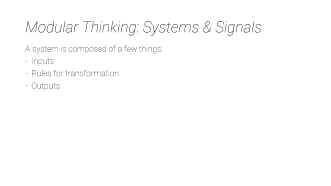 Modular Thinking: Systems & Signals
A system is composed of a few things:
- Inputs
- Rules for transformation
- Outputs